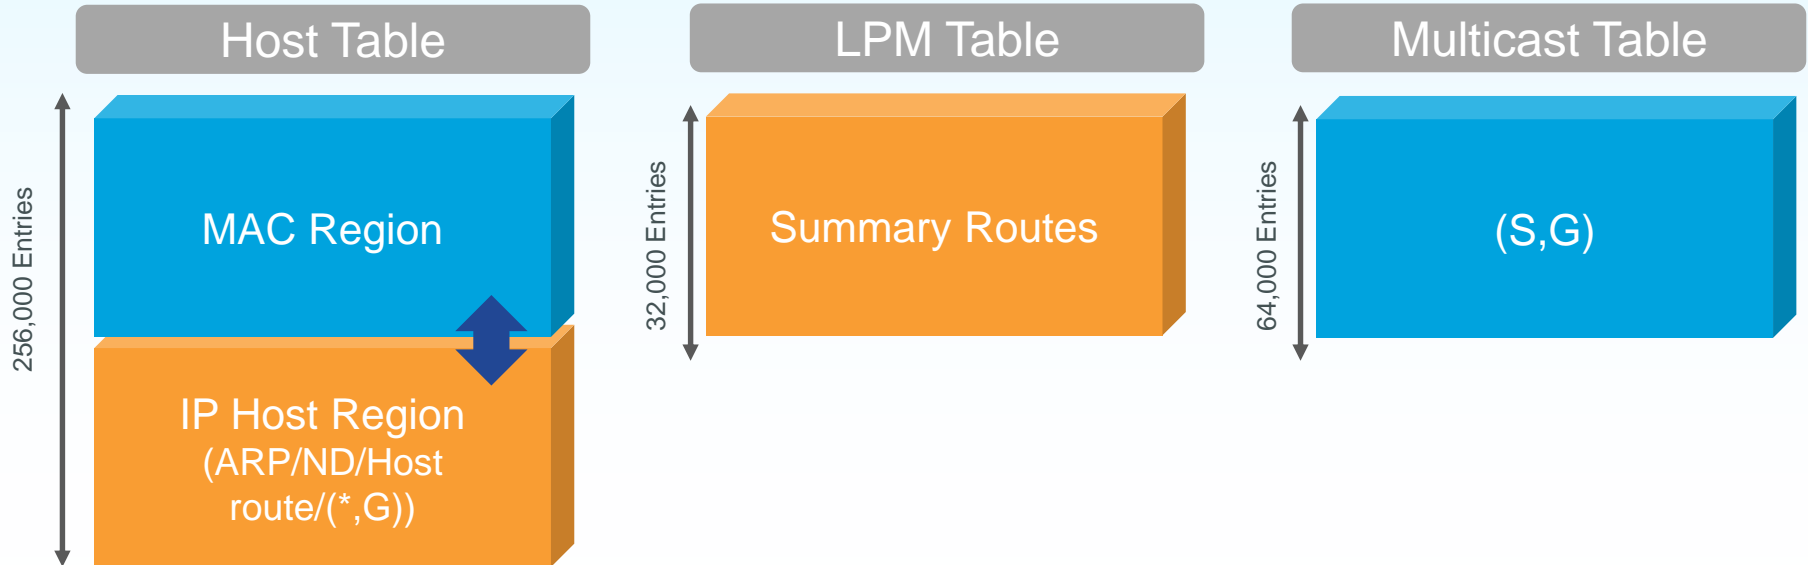 Host Table
LPM Table
Multicast Table
256,000 Entries
MAC Region
IP Host Region
(ARP/ND/Host
route/(*,G))
32,000 Entries
Summary Routes
64,000 Entries
(S,G)